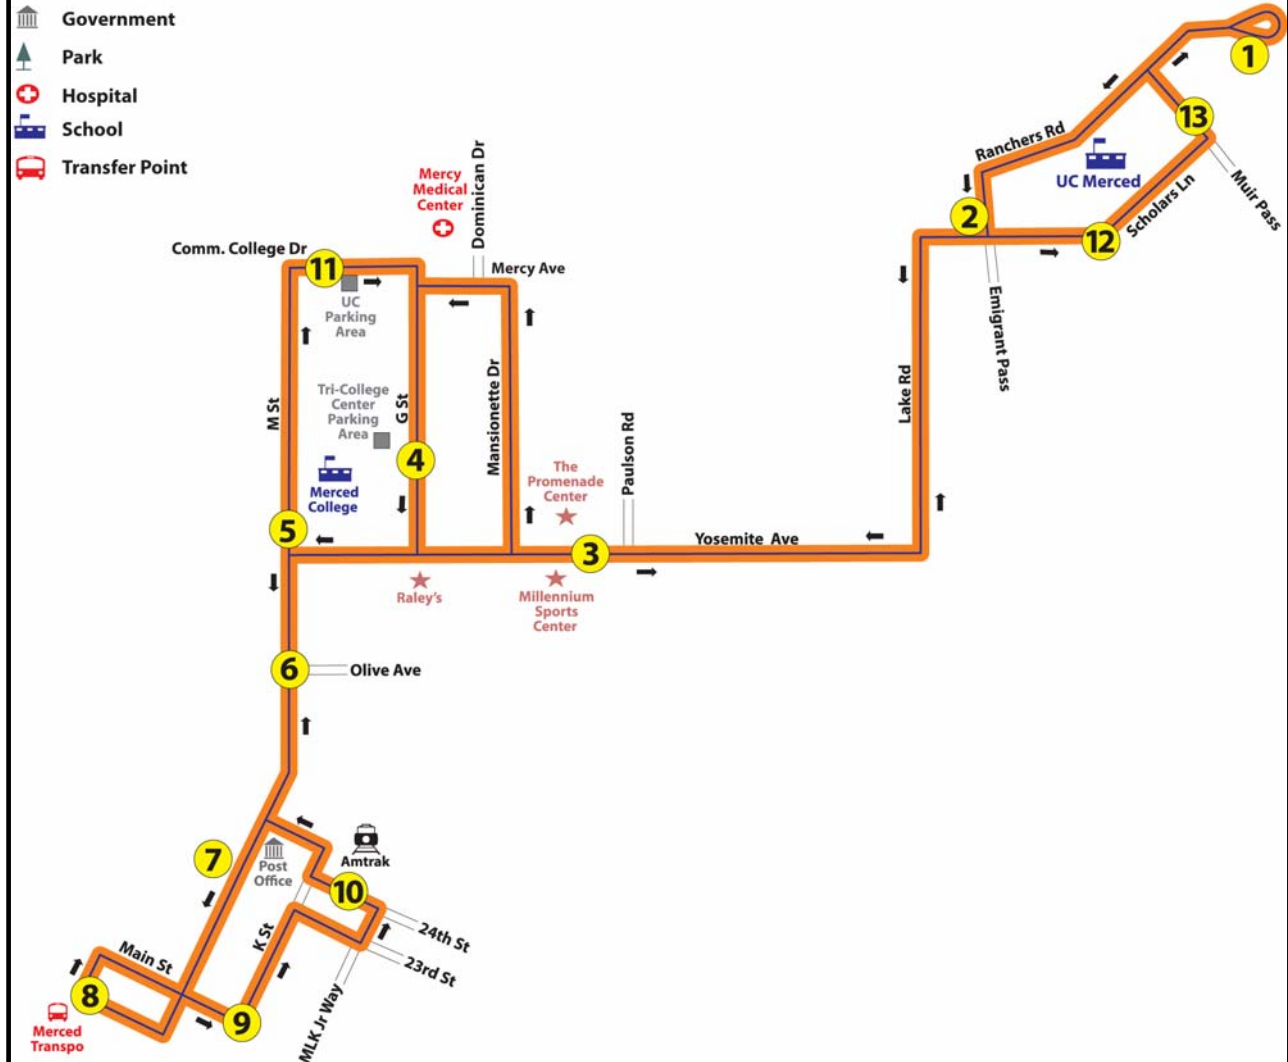 Government
Park
Hospital
School
Transfer Point
1
13
Ranchers Rd
UC Merced
Muir Pass
Scholars Ln
2
12
Emigrant Pass
Lake Rd
Mercy
Medical
Center
Dominican Dr
Comm. College Dr
11
Mercy Ave
UC
Parking
Area
Tri-College
Center
Parking
Area
M St
G St
Mansionette Dr
4
Merced
College
The
Promenade
Center
Paulson Rd
5
3
Yosemite Ave
Raley's
Millennium
Sports
Center
6
Olive Ave
7
Post
Office
Amtrak
10
24th St
23rd St
K St
Main St
8
9
MLK Jr Way
Merced
Transpo